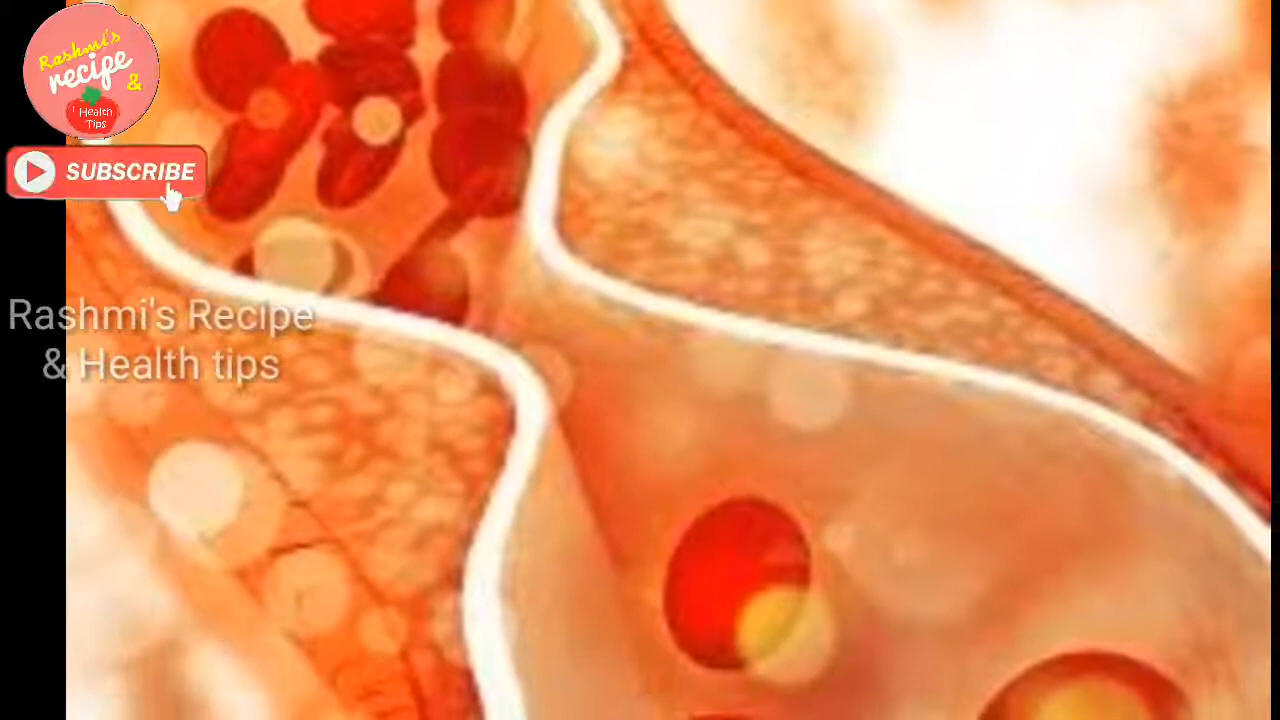 Rashmi's
recipe
&
Health
Tips
SUBSCRIBE
Rashmi's Recipe
& Health tips